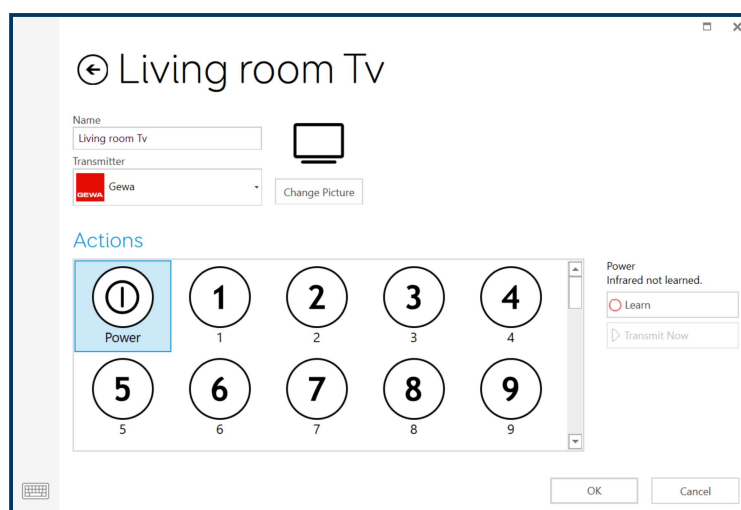 Living room Tv
Name
Living room Tv
Transmitter
GEWA
Gewa
Change Picture
Actions
Power
1
1
2
2
3
3
4
4
5
5
6
6
7
7
8
8
9
9
Power
Infrared not learned.
Learn
Transmit Now
OK
Cancel